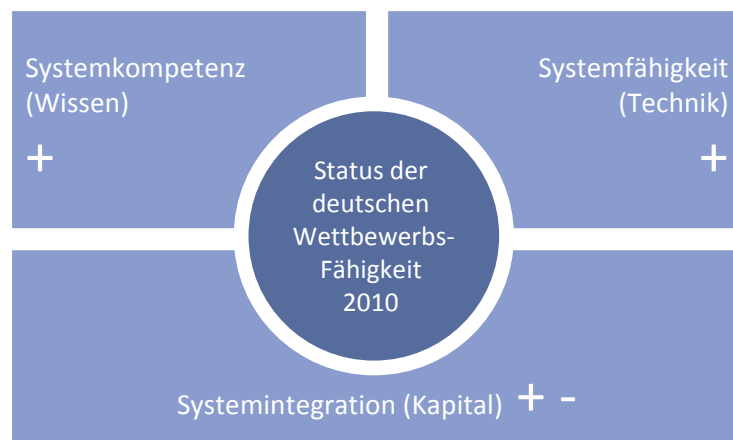 Systemkompetenz
(Wissen)
+
Systemfähigkeit
(Technik)
+
Status der
deutschen
Wettbewerbs-
Fähigkeit
2010
Systemintegration (Kapital) + -